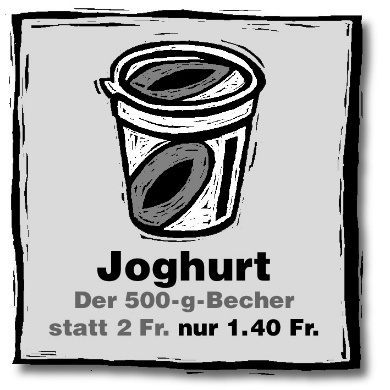 Joghurt
Der 500-g-Becher
statt 2 Fr. nur 1.40 Fr.